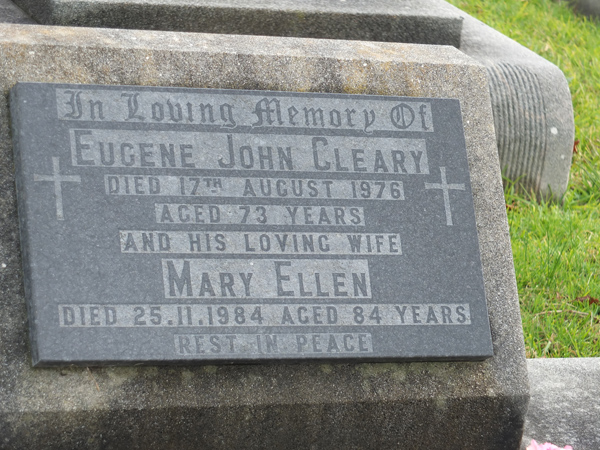 In Loving Memory Of
EUGENE JOHN CLEARY
DIED 17TH AUGUST 1976
AGED 73 YEARS
AND HIS LOVING WIFE
MARY ELLEN
DIED 25.11.1984 AGED 84 YEARS
REST IN PEACE